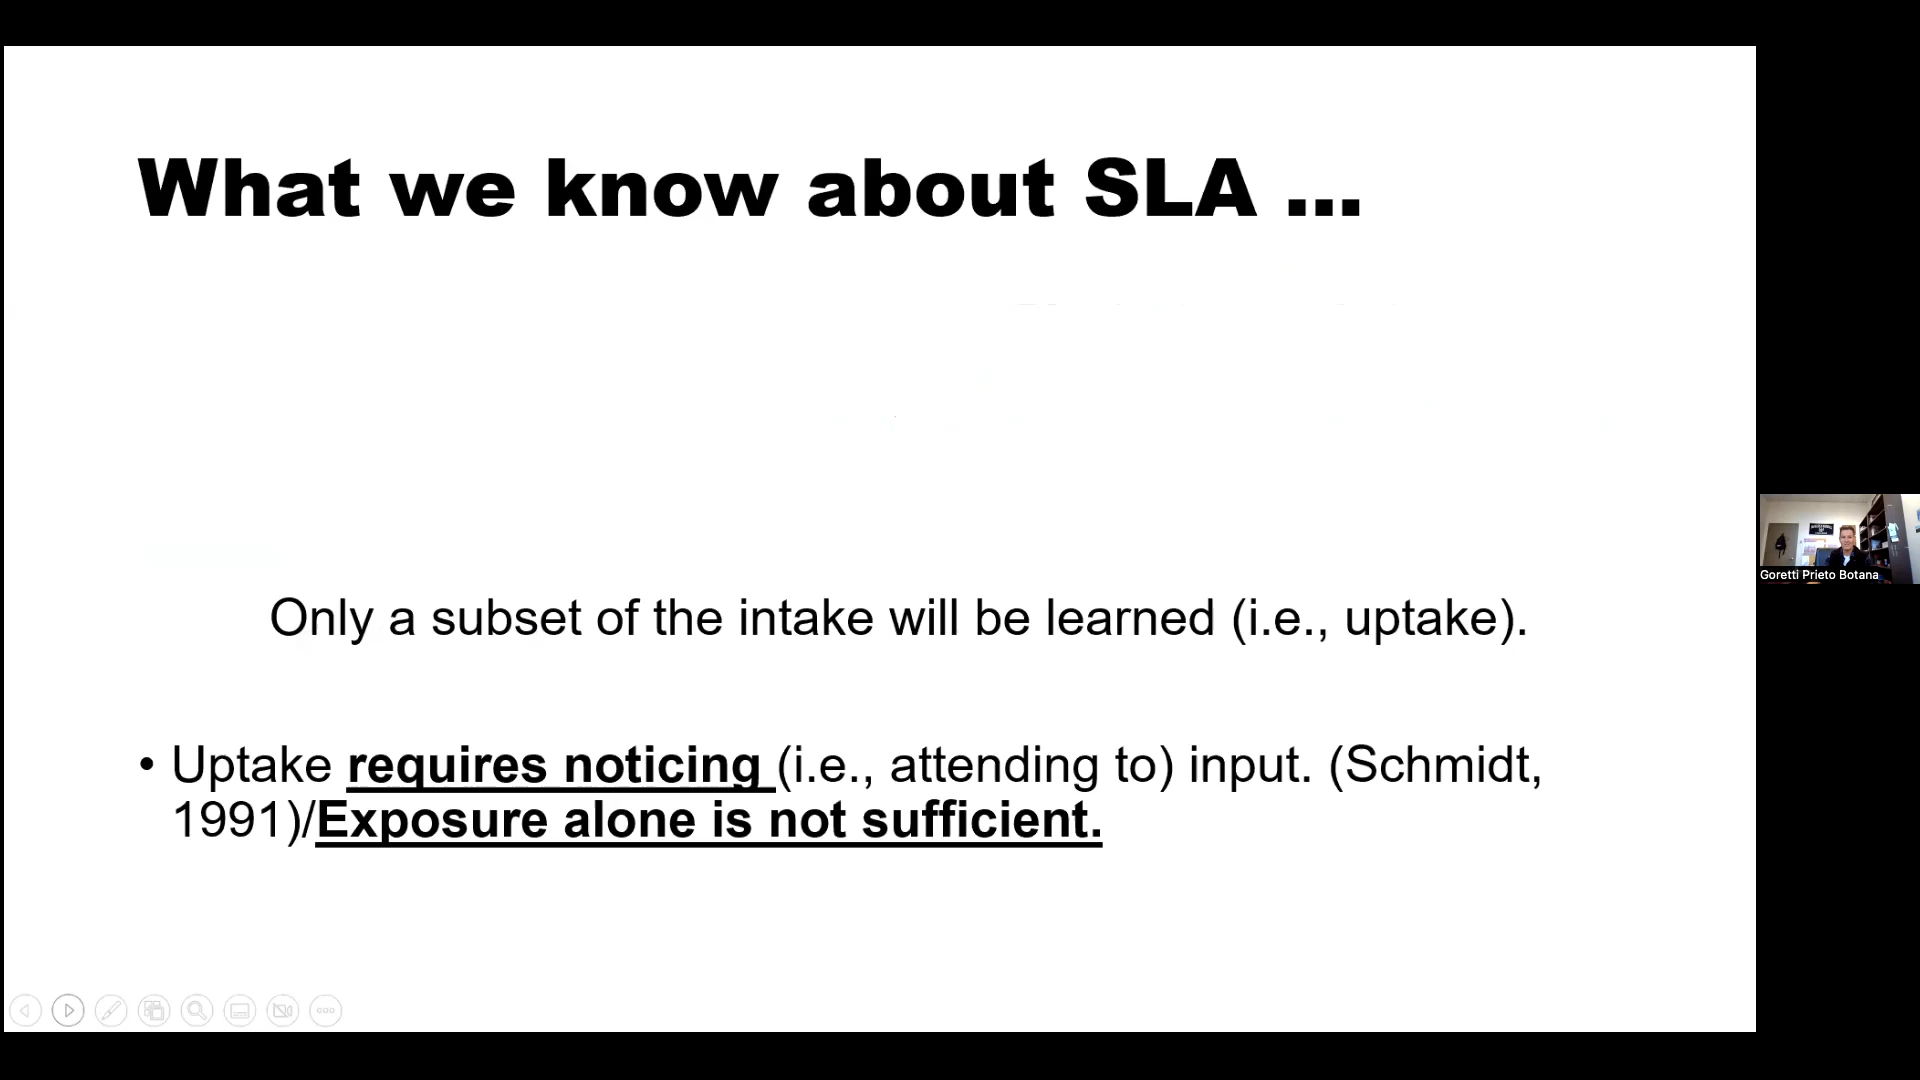 What we know about SLA ...
Only a subset of the intake will be learned (i.e., uptake).
• Uptake requires noticing (i.e., attending to) input. (Schmidt,
1991)/Exposure alone is not sufficient.
Goretti Prieto Botana